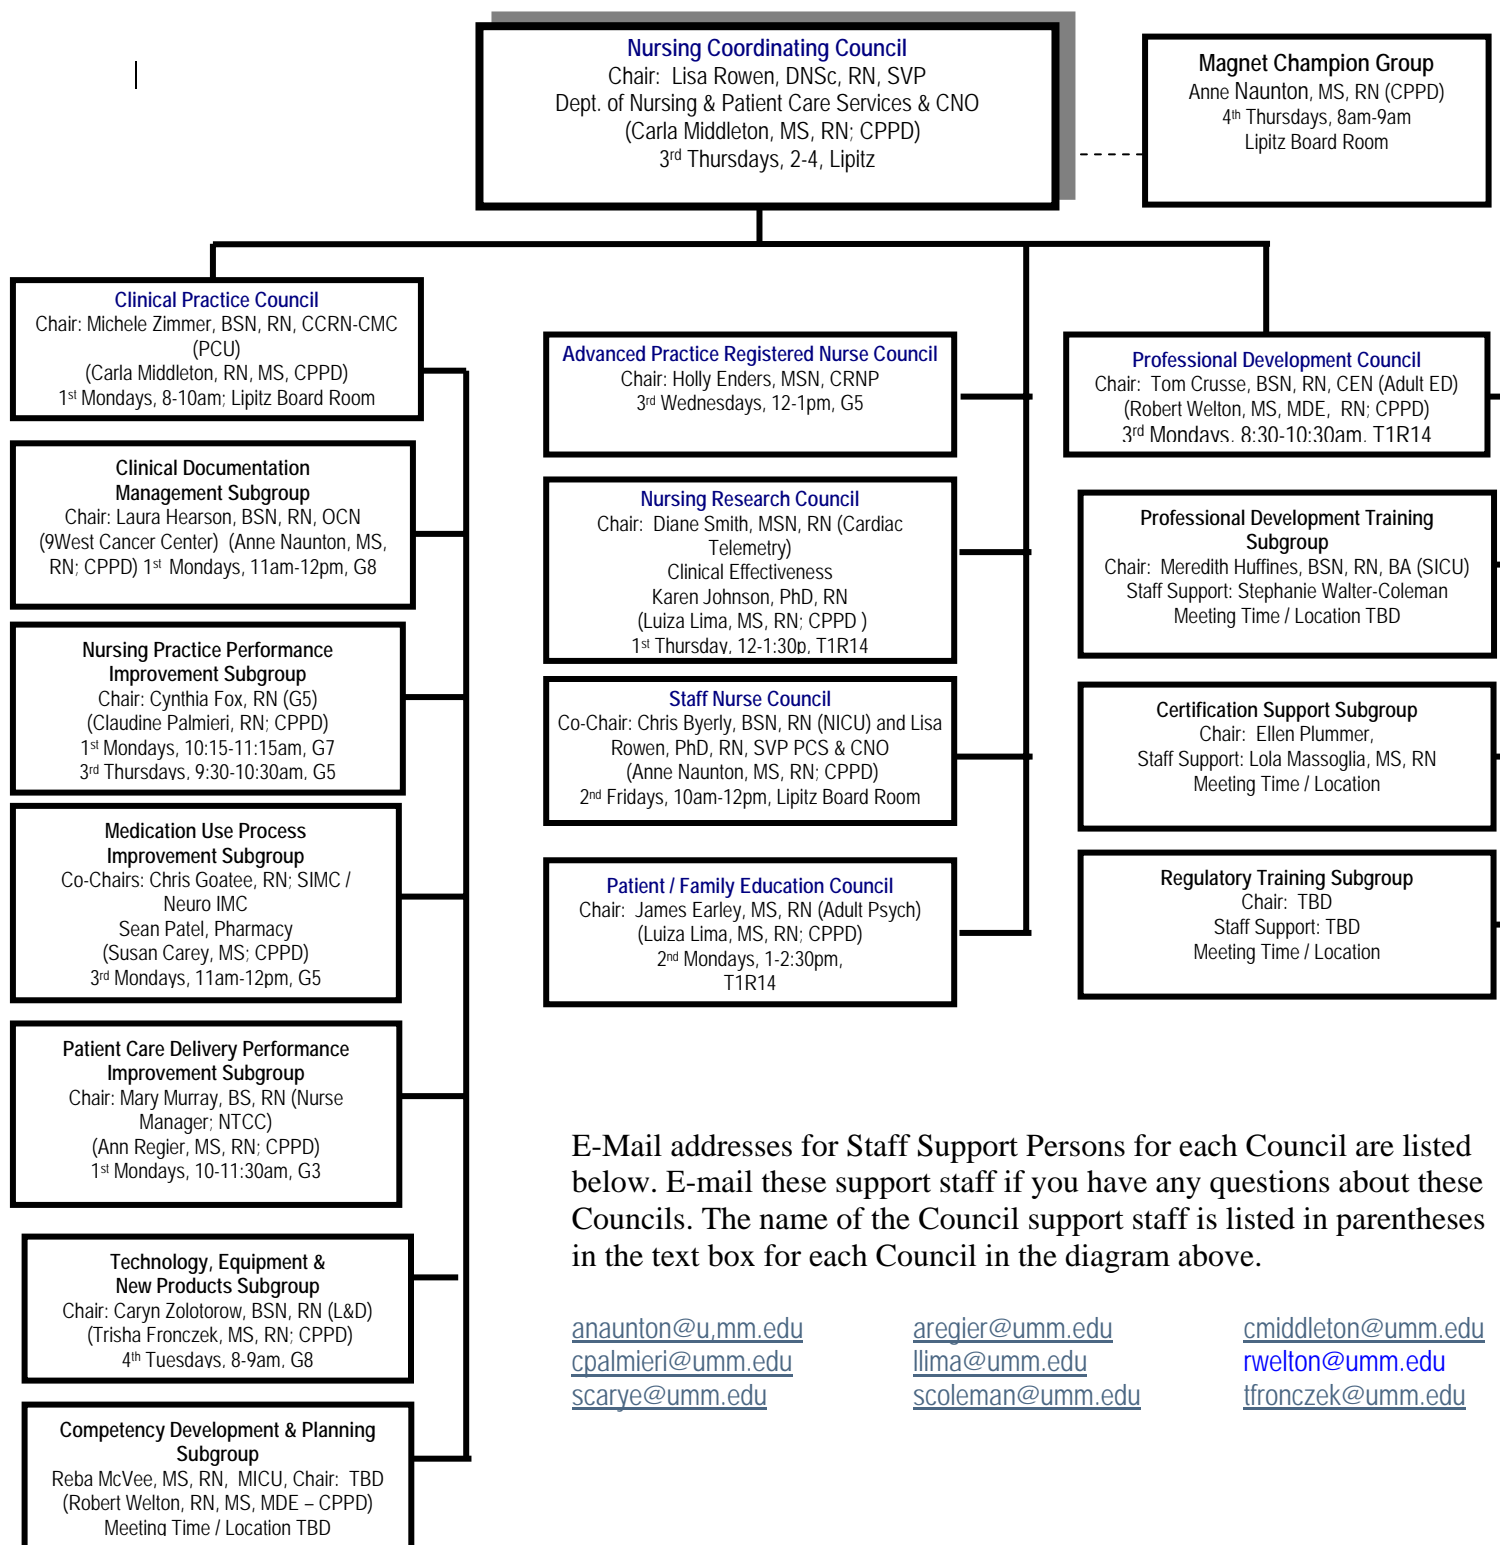 Nursing Coordinating Council
Chair: Lisa Rowen, DNSc, RN, SVP
Dept. of Nursing & Patient Care Services & CNO
(Carla Middleton, MS, RN; CPPD)
3rd Thursdays, 2-4, Lipitz
Magnet Champion Group
Anne Naunton, MS, RN (CPPD)
4th Thursdays, 8am-9am
Lipitz Board Room
Clinical Practice Council
Chair: Michele Zimmer, BSN, RN, CCRN-CMC
(PCU)
(Carla Middleton, RN, MS, CPPD)
1st Mondays, 8-10am; Lipitz Board Room
Clinical Documentation
Management Subgroup
Chair: Laura Hearson, BSN, RN, OCN
(9West Cancer Center) (Anne Naunton, MS,
RN; CPPD) 1st Mondays, 11am-12pm, G8
Nursing Practice Performance
Improvement Subgroup
Chair: Cynthia Fox, RN (G5)
(Claudine Palmieri, RN; CPPD)
1st Mondays, 10:15-11:15am, G7
3rd Thursdays, 9:30-10:30am, G5
Medication Use Process
Improvement Subgroup
Co-Chairs: Chris Goatee, RN; SIMC /
Neuro IMC
Sean Patel, Pharmacy
(Susan Carey, MS; CPPD)
3rd Mondays, 11am-12pm, G5
Patient Care Delivery Performance
Improvement Subgroup
Chair: Mary Murray, BS, RN (Nurse
Manager; NTCC)
(Ann Regier, MS, RN; CPPD)
1st Mondays, 10-11:30am, G3
Technology, Equipment &
New Products Subgroup
Chair: Caryn Zolotorow, BSN, RN (L&D)
(Trisha Fronczek, MS, RN; CPPD)
4th Tuesdays, 8-9am, G8
Competency Development & Planning
Subgroup
Reba McVee, MS, RN, MICU, Chair: TBD
(Robert Welton, RN, MS, MDE – CPPD)
Meeting Time / Location TBD
Advanced Practice Registered Nurse Council
Chair: Holly Enders, MSN, CRNP
3rd Wednesdays, 12-1pm, G5
Nursing Research Council
Chair: Diane Smith, MSN, RN (Cardiac
Telemetry)
Clinical Effectiveness
Karen Johnson, PhD, RN
(Luiza Lima, MS, RN; CPPD )
1st Thursday, 12-1:30p, T1R14
Staff Nurse Council
Co-Chair: Chris Byerly, BSN, RN (NICU) and Lisa
Rowen, PhD, RN, SVP PCS & CNO
(Anne Naunton, MS, RN; CPPD)
2nd Fridays, 10am-12pm, Lipitz Board Room
Patient / Family Education Council
Chair: James Earley, MS, RN (Adult Psych)
(Luiza Lima, MS, RN; CPPD)
2nd Mondays, 1-2:30pm,
T1R14
Professional Development Council
Chair: Tom Crusse, BSN, RN, CEN (Adult ED)
(Robert Welton, MS, MDE, RN; CPPD)
3rd Mondays, 8:30-10:30am, T1R14
Professional Development Training
Subgroup
Chair: Meredith Huffines, BSN, RN, BA (SICU)
Staff Support: Stephanie Walter-Coleman
Meeting Time / Location TBD
Certification Support Subgroup
Chair: Ellen Plummer,
Staff Support: Lola Massoglia, MS, RN
Meeting Time / Location
Regulatory Training Subgroup
Chair: TBD
Staff Support: TBD
Meeting Time / Location
E-Mail addresses for Staff Support Persons for each Council are listed
below. E-mail these support staff if you have any questions about these
Councils. The name of the Council support staff is listed in parentheses
in the text box for each Council in the diagram above.
anaunton@u,mm.edu aregier@umm.edu cmiddleton@umm.edu
cpalmieri@umm.edu llima@umm.edu rwelton@umm.edu
scarye@umm.edu scoleman@umm.edu tfronczek@umm.edu